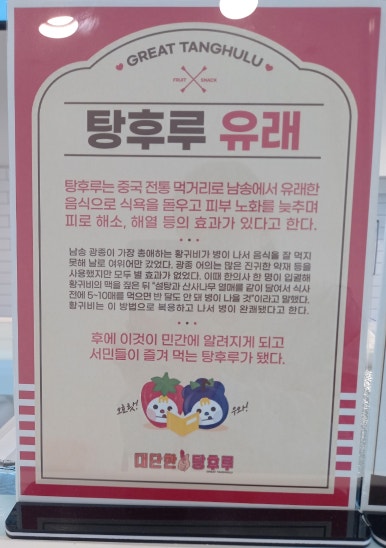 GREAT TANGHULU
FRUIT SNACK
탕후루 유래
탕후루는 중국 전통 먹거리로 남송에서 유래한
음식으로 식욕을 돋우고 피부 노화를 늦추며
피로 해소, 해열 등의 효과가 있다고 한다.
남송 광종이 가장 총애하는 황귀비가 병이 나서 음식을 잘 먹지
못해 날로 여위어만 갔었다. 광종 어의는 많은 진귀한 약재 등을
사용했지만 모두 별 효과가 없었다. 이때 한의사 한 명이 입궐해
황귀비의 맥을 짚은 뒤 "설탕과 산사나무 열매를 같이 달여서 식사
전에 5~10매를 먹으면 반 달도 안 돼 병이 나을 것"이라고 말했다.
황귀비는 이 방법으로 복용하고 나서 병이 완쾌됐다고 한다.
후에 이것이 민간에 알려지게 되고
서민들이 즐겨 먹는 탕후루가 됐다.
오호랏!
우와!
대단한 탕후루